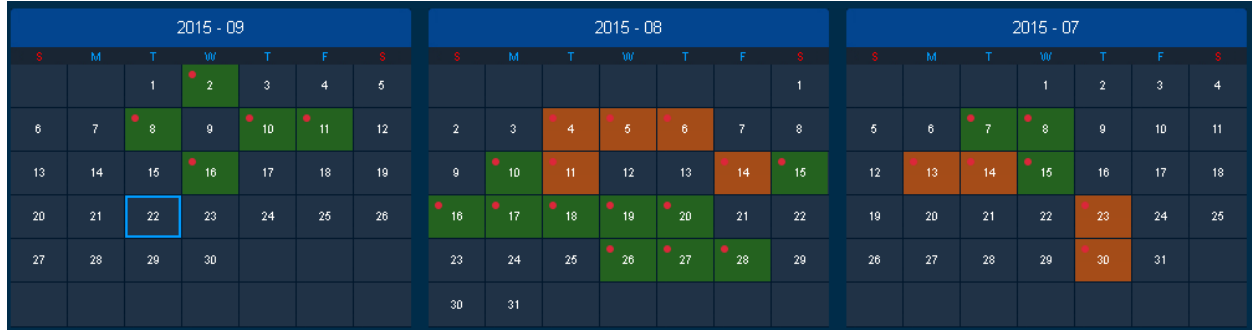 2015 - 09
S M T W T F S
1 2 3 4 5
6 7 8 9 10 11 12
13 14 15 16 17 18 19
20 21 22 23 24 25 26
27 28 29 30
2015 - 08
S M T W T F S
1
2 3 4 5 6 7 8
9 10 11 12 13 14 15
16 17 18 19 20 21 22
23 24 25 26 27 28 29
30 31
2015 - 07
S M T W T F S
1 2 3 4
5 6 7 8 9 10 11
12 13 14 15 16 17 18
19 20 21 22 23 24 25
26 27 28 29 30 31